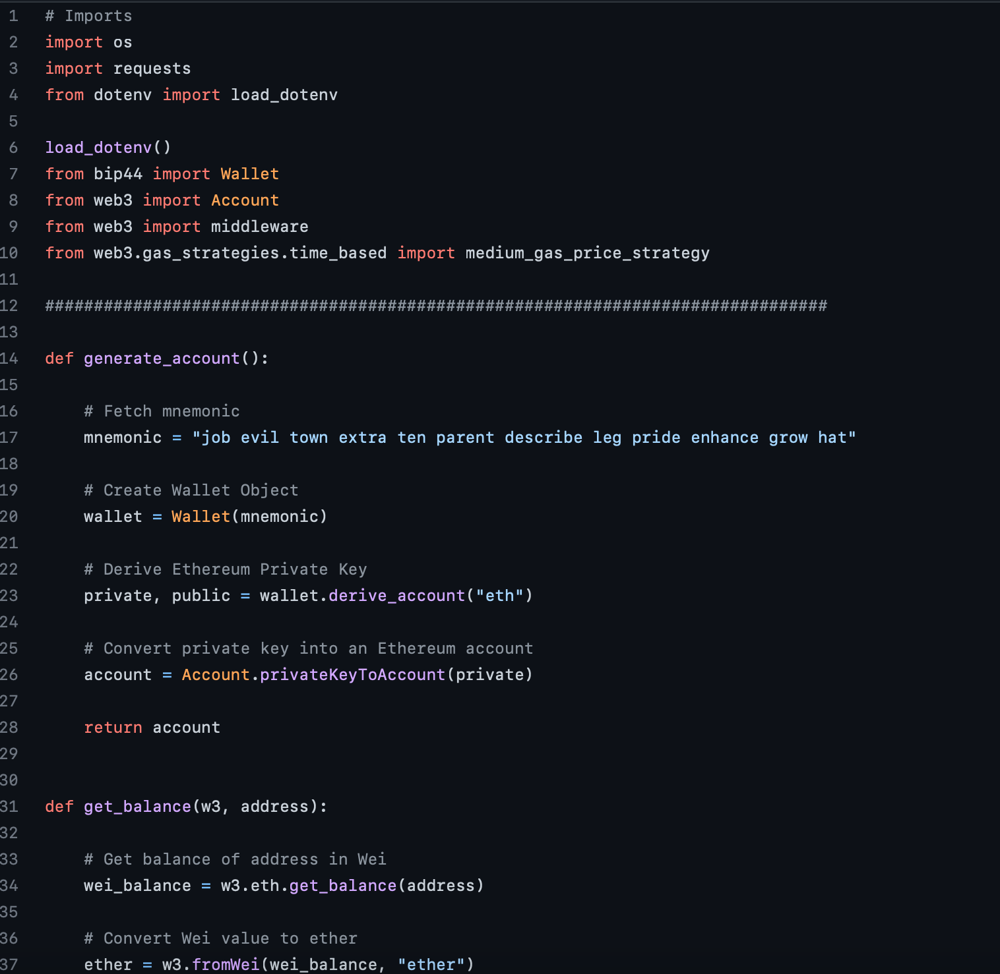 1 # Imports
2 import os
3 import requests
4 from dotenv import load_dotenv
5
6 load_dotenv()
7 from bip44 import Wallet
8 from web3 import Account
9 from web3 import middleware
10 from web3.gas_strategies.time_based import medium_gas_price_strategy
11
12 ################################################################################
13
14 def generate_account():
15
16     # Fetch mnemonic
17     mnemonic = "job evil town extra ten parent describe leg pride enhance grow hat"
18
19     # Create Wallet Object
20     wallet = Wallet(mnemonic)
21
22     # Derive Ethereum Private Key
23     private, public = wallet.derive_account("eth")
24
25     # Convert private key into an Ethereum account
26     account = Account.privateKeyToAccount(private)
27
28     return account
29
30
31 def get_balance(w3, address):
32
33     # Get balance of address in Wei
34     wei_balance = w3.eth.get_balance(address)
35
36     # Convert Wei value to ether
37     ether = w3.fromWei(wei_balance, "ether")